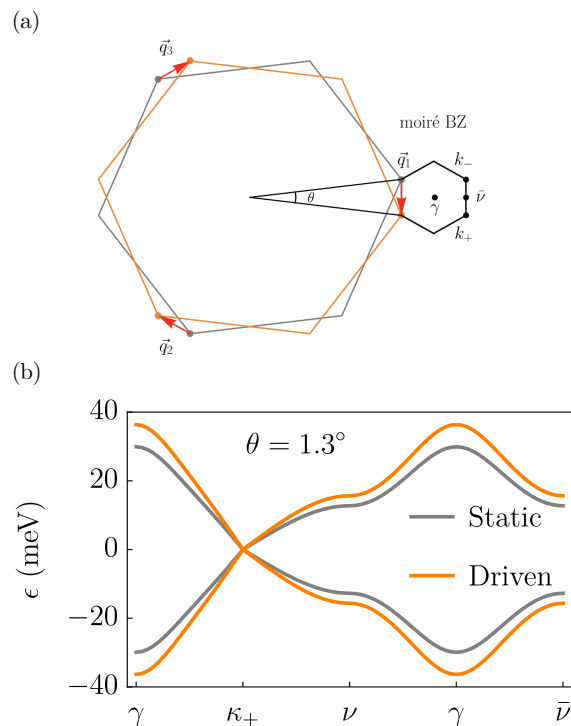 (a)
q⃗₃
moiré BZ
q⃗₁
k₋
θ
γ
ν̄
k₊
q⃗₂
(b)
40
θ = 1.3°
20
Static
ϵ (meV)
0
Driven
−20
−40
γ κ₊ ν γ ν̄